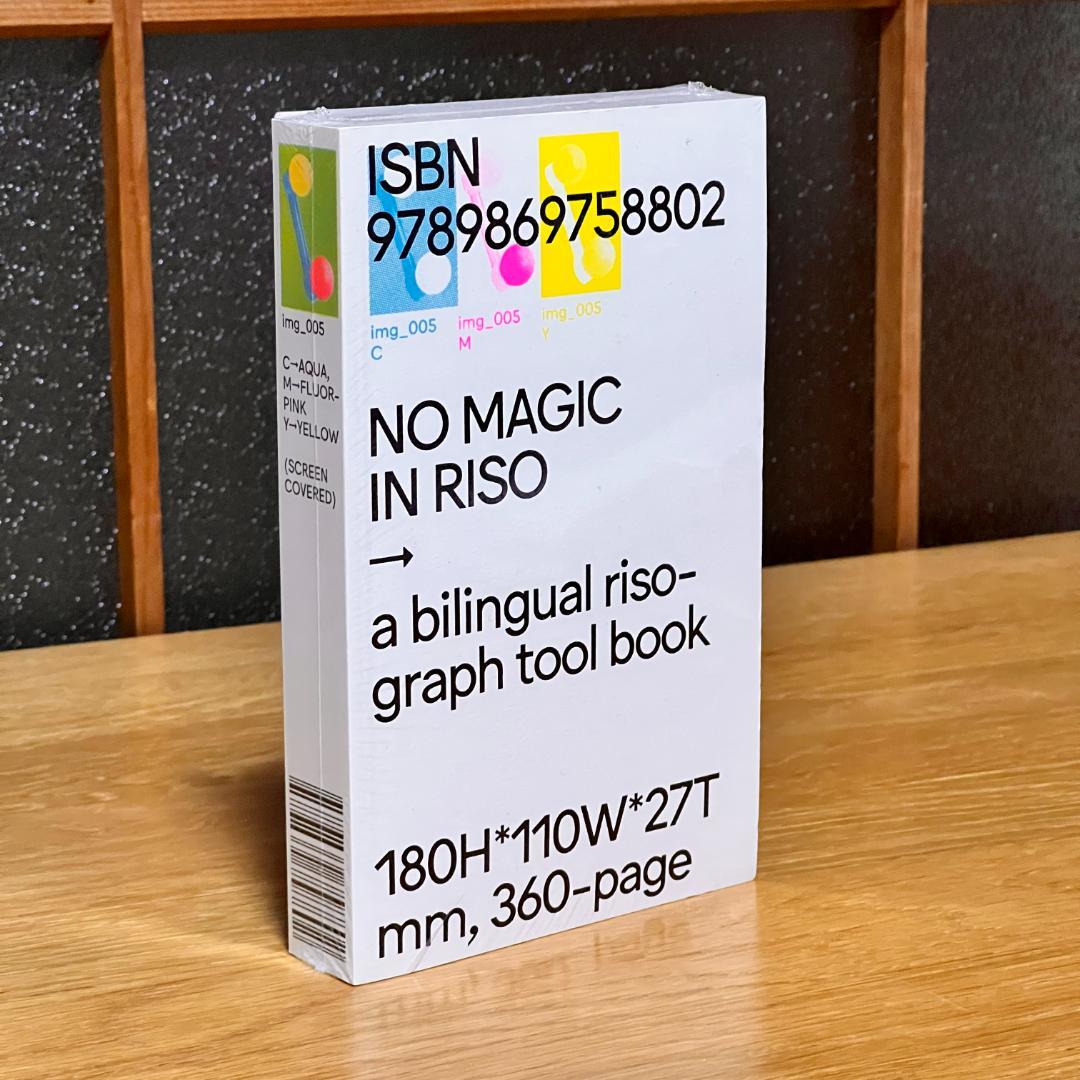 img_005
C→AQUA,
M→FLUOR-
PINK
Y→YELLOW
(SCREEN
COVERED)
ISBN
9789869758802
img_005
C
img_005
M
img_005
Y
NO MAGIC
IN RISO
→
a bilingual riso-
graph tool book
180H*110W*27T
mm, 360-page